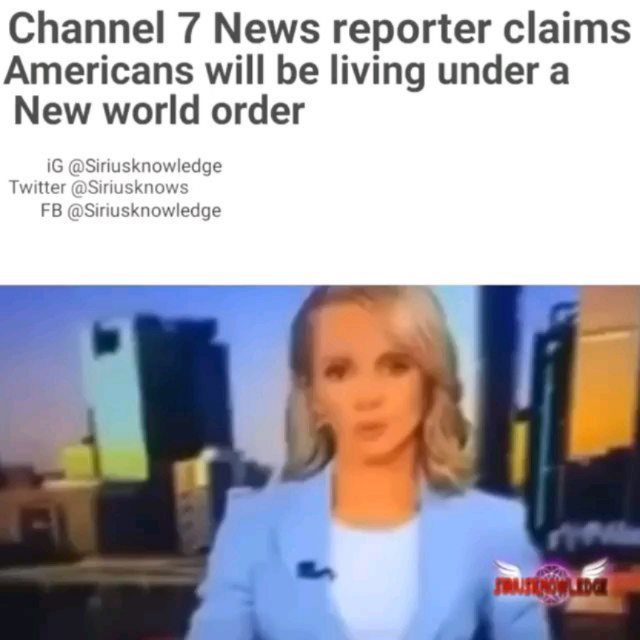 Channel 7 News reporter claims
Americans will be living under a
New world order
iG @Siriusknowledge
Twitter @Siriusknows
FB @Siriusknowledge
SIRIUSKNOWLEDGE